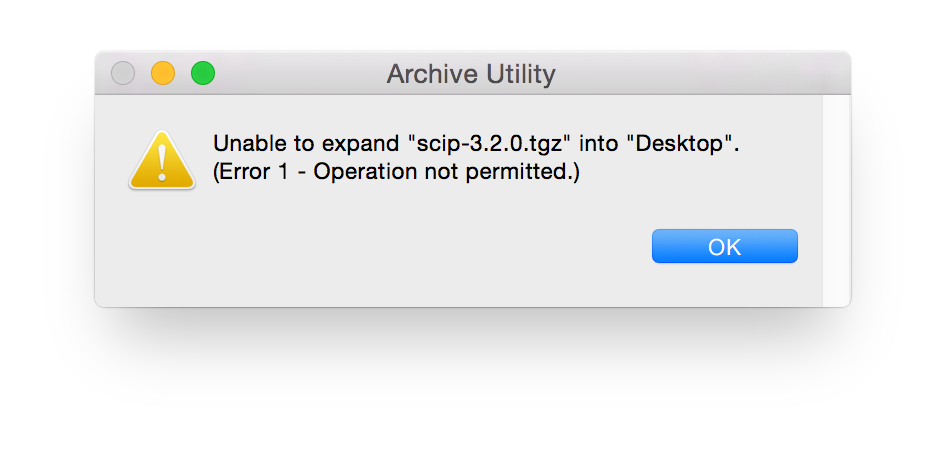 Archive Utility
Unable to expand "scip-3.2.0.tgz" into "Desktop".
(Error 1 - Operation not permitted.)
OK